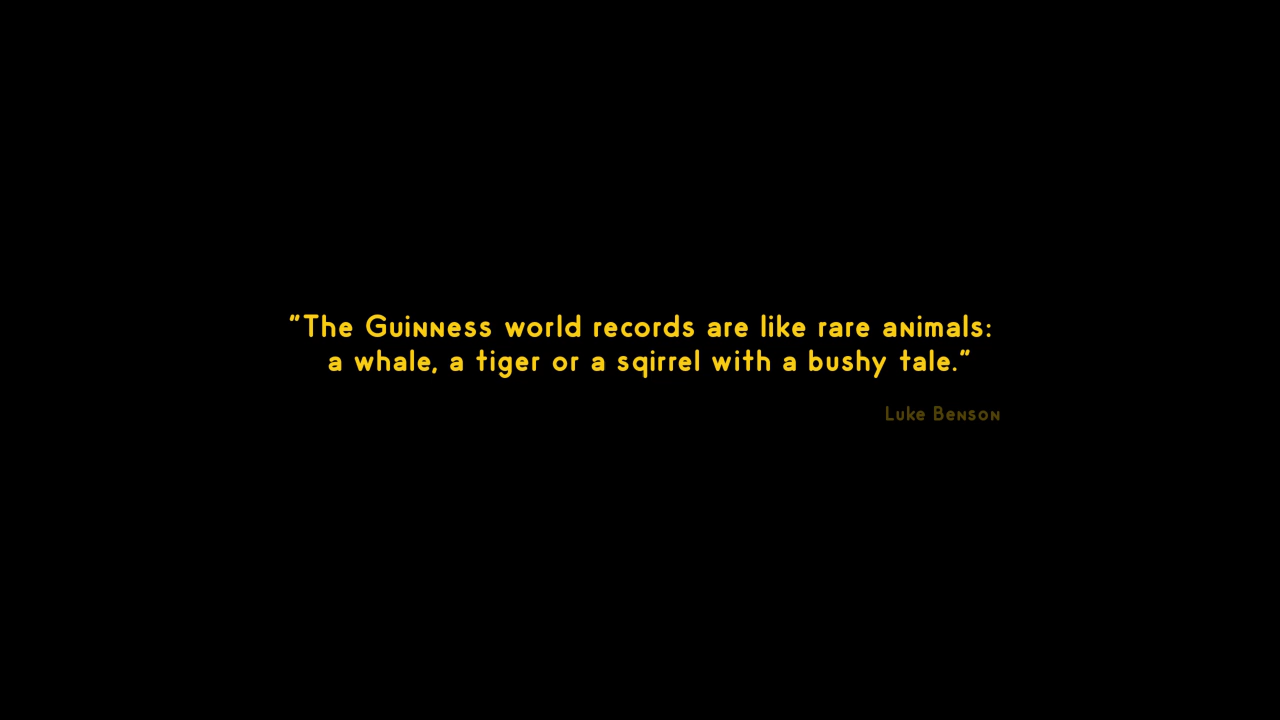 "The Guinness world records are like rare animals:
a whale, a tiger or a sqirrel with a bushy tale."
Luke Benson